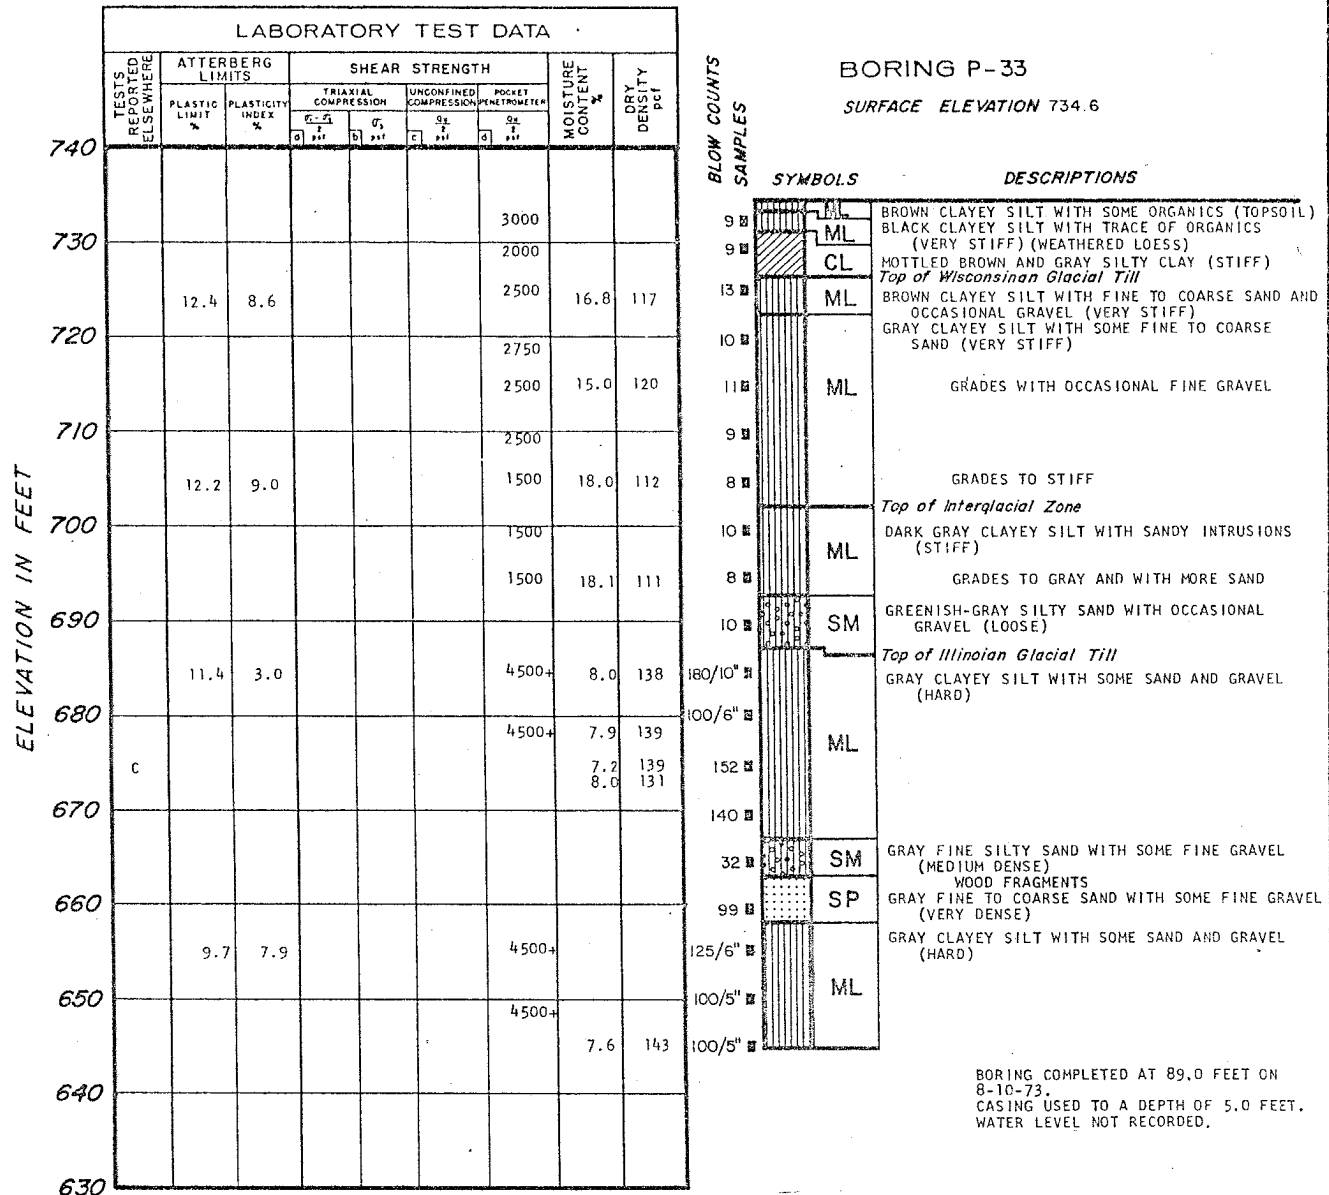 LABORATORY TEST DATA
TESTS REPORTED ELSEWHERE
ATTERBERG LIMITS
PLASTIC LIMIT %
PLASTICITY INDEX %
SHEAR STRENGTH
TRIAXIAL COMPRESSION
UNCONFINED COMPRESSION
POCKET PENETROMETER
a psf
b psf
c psf
d psf
MOISTURE CONTENT %
DRY DENSITY pcf
BLOW COUNTS
SAMPLES
BORING P-33
SURFACE ELEVATION 734.6
SYMBOLS
DESCRIPTIONS
ELEVATION IN FEET
740
730
720
710
700
690
680
670
660
650
640
630
3000
2000
12.4 8.6 2500 16.8 117
2750
2500 15.0 120
2500
12.2 9.0 1500 18.0 112
1500
1500 18.1 111
11.4 3.0 4500+ 8.0 138
4500+ 7.9 139
C 7.2 139
8.0 131
9.7 7.9 4500+
4500+
7.6 143
9
9
13
10
11
9
8
10
8
10
180/10"
100/6"
152
140
32
99
125/6"
100/5"
100/5"
ML BROWN CLAYEY SILT WITH SOME ORGANICS (TOPSOIL)
ML BLACK CLAYEY SILT WITH TRACE OF ORGANICS
(VERY STIFF) (WEATHERED LOESS)
CL MOTTLED BROWN AND GRAY SILTY CLAY (STIFF)
Top of Wisconsinan Glacial Till
ML BROWN CLAYEY SILT WITH FINE TO COARSE SAND AND
OCCASIONAL GRAVEL (VERY STIFF)
GRAY CLAYEY SILT WITH SOME FINE TO COARSE
SAND (VERY STIFF)
ML GRADES WITH OCCASIONAL FINE GRAVEL
GRADES TO STIFF
Top of Interglacial Zone
DARK GRAY CLAYEY SILT WITH SANDY INTRUSIONS
ML (STIFF)
GRADES TO GRAY AND WITH MORE SAND
GREENISH-GRAY SILTY SAND WITH OCCASIONAL
SM GRAVEL (LOOSE)
Top of Illinoian Glacial Till
GRAY CLAYEY SILT WITH SOME SAND AND GRAVEL
(HARD)
ML
SM GRAY FINE SILTY SAND WITH SOME FINE GRAVEL
(MEDIUM DENSE)
WOOD FRAGMENTS
SP GRAY FINE TO COARSE SAND WITH SOME FINE GRAVEL
(VERY DENSE)
GRAY CLAYEY SILT WITH SOME SAND AND GRAVEL
(HARD)
ML
BORING COMPLETED AT 89.0 FEET ON
8-10-73.
CASING USED TO A DEPTH OF 5.0 FEET.
WATER LEVEL NOT RECORDED.